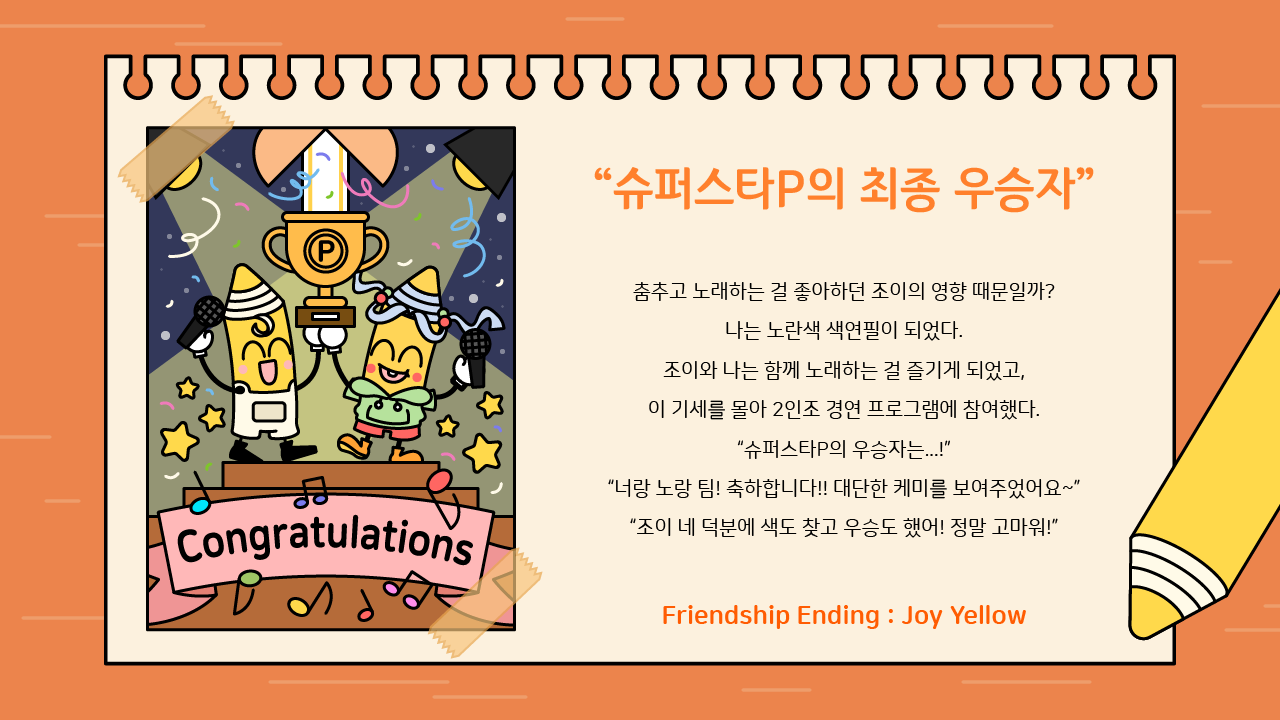 “슈퍼스타P의 최종 우승자”
P
춤추고 노래하는 걸 좋아하던 조이의 영향 때문일까?
나는 노란색 색연필이 되었다.
조이와 나는 함께 노래하는 걸 즐기게 되었고,
이 기세를 몰아 2인조 경연 프로그램에 참여했다.
“슈퍼스타P의 우승자는...!”
“너랑 노랑 팀! 축하합니다!! 대단한 케미를 보여주었어요~”
“조이 네 덕분에 색도 찾고 우승도 했어! 정말 고마워!”
Congratulations
Friendship Ending : Joy Yellow